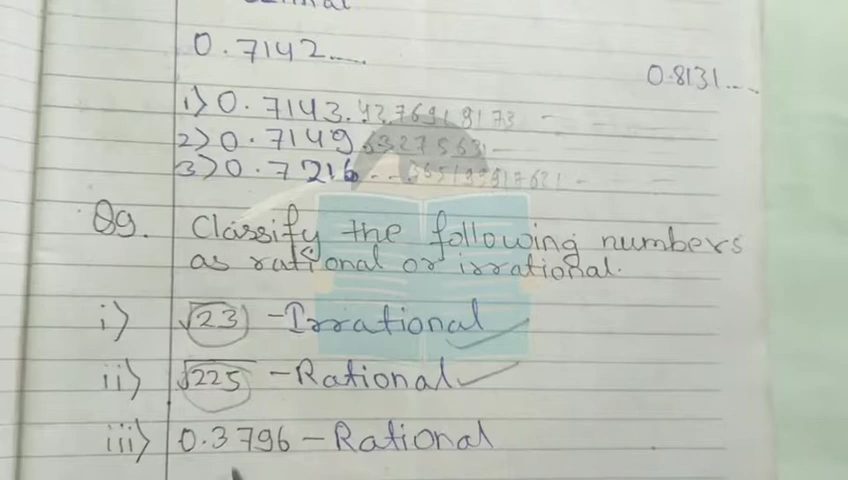 0.7142....
0.8131...
1) 0.7143.
2) 0.7149
3) 0.7216
Q9. Classify the following numbers
as rational or irrational.
i) √23 - Irrational
ii) √225 - Rational
iii) 0.3796 - Rational